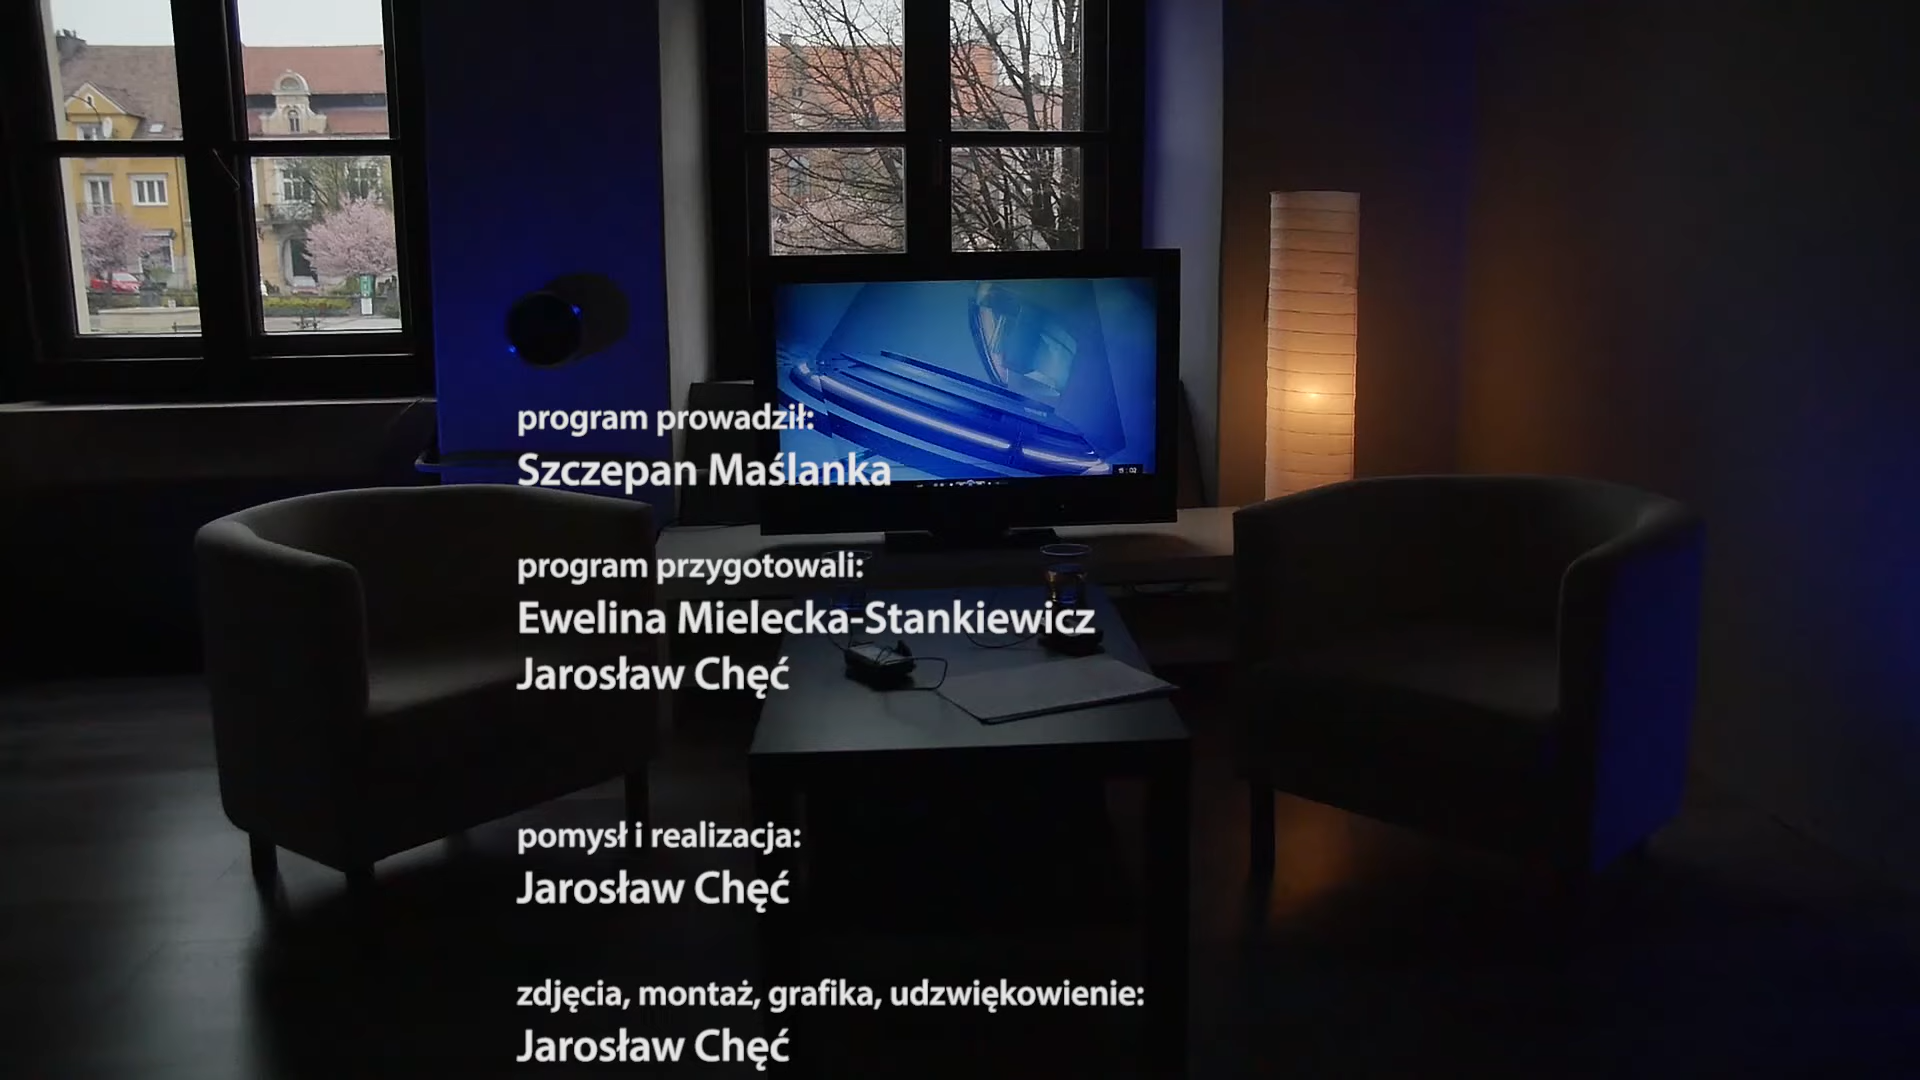 program prowadził:
Szczepan Maślanka
program przygotowali:
Ewelina Mielecka-Stankiewicz
Jarosław Chęć
pomysł i realizacja:
Jarosław Chęć
zdjęcia, montaż, grafika, udzwiękowienie:
Jarosław Chęć